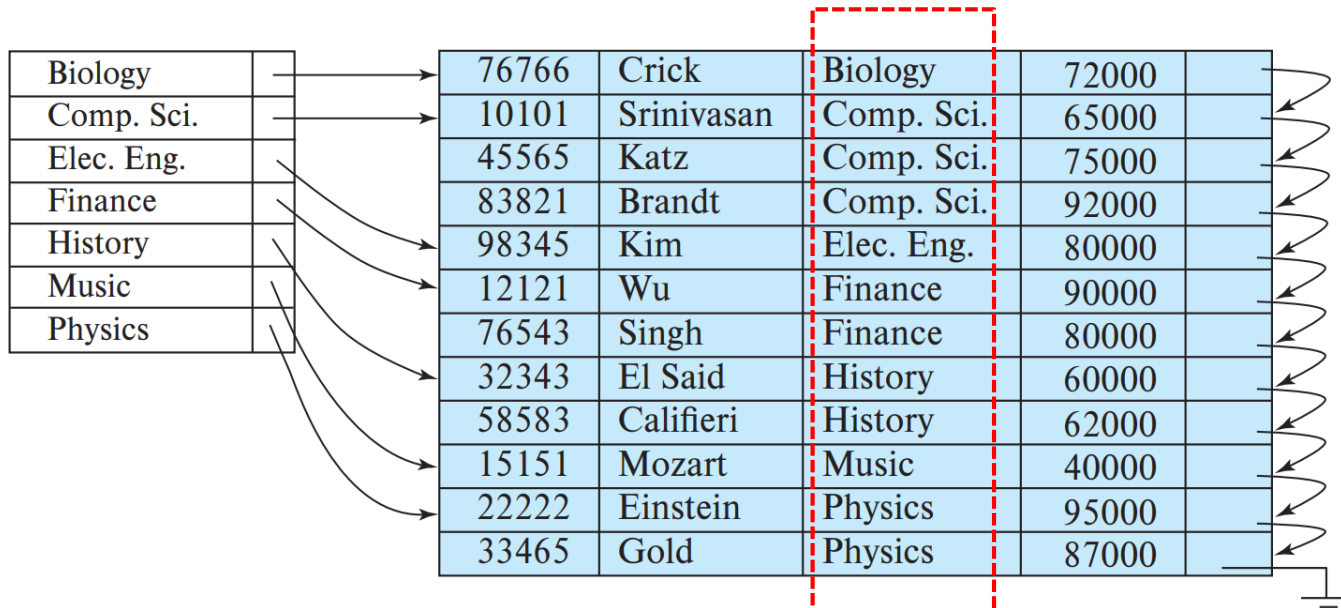 Biology
Comp. Sci.
Elec. Eng.
Finance
History
Music
Physics
76766 Crick Biology 72000
10101 Srinivasan Comp. Sci. 65000
45565 Katz Comp. Sci. 75000
83821 Brandt Comp. Sci. 92000
98345 Kim Elec. Eng. 80000
12121 Wu Finance 90000
76543 Singh Finance 80000
32343 El Said History 60000
58583 Califieri History 62000
15151 Mozart Music 40000
22222 Einstein Physics 95000
33465 Gold Physics 87000